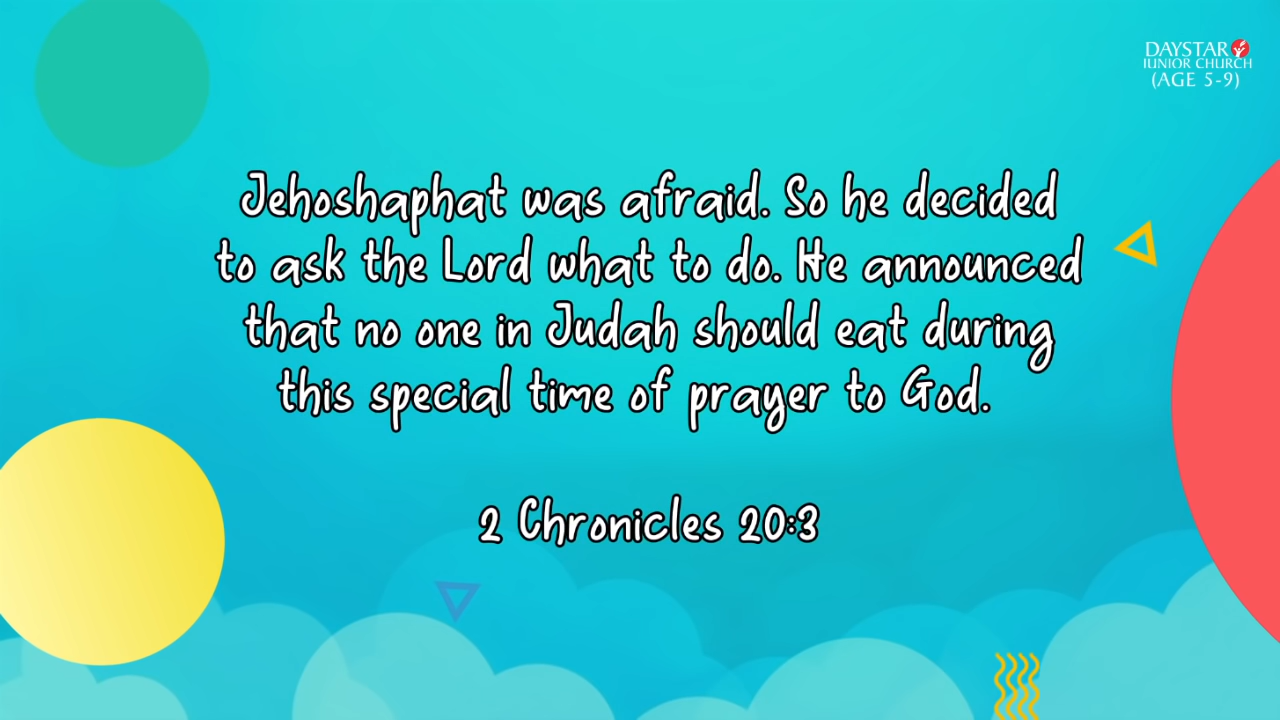 DAYSTAR
JUNIOR CHURCH
(AGE 5-9)
Jehoshaphat was afraid. So he decided
to ask the Lord what to do. He announced
that no one in Judah should eat during
this special time of prayer to God.
2 Chronicles 20:3